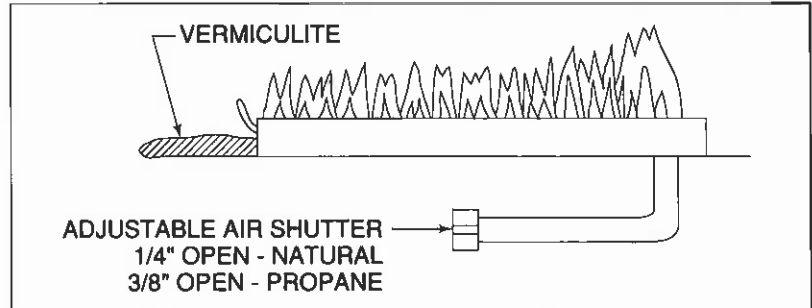 VERMICULITE
ADJUSTABLE AIR SHUTTER
1/4" OPEN - NATURAL
3/8" OPEN - PROPANE